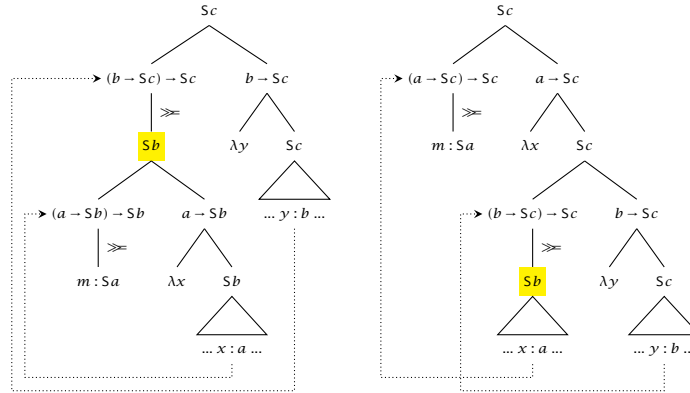 Sc
(b → Sc) → Sc b → Sc
≫=
Sb λy Sc
(a → Sb) → Sb a → Sb ... y : b ...
≫=
m : Sa λx Sb
... x : a ...
Sc
(a → Sc) → Sc a → Sc
≫=
m : Sa λx Sc
(b → Sc) → Sc b → Sc
≫=
Sb λy Sc
... x : a ... ... y : b ..